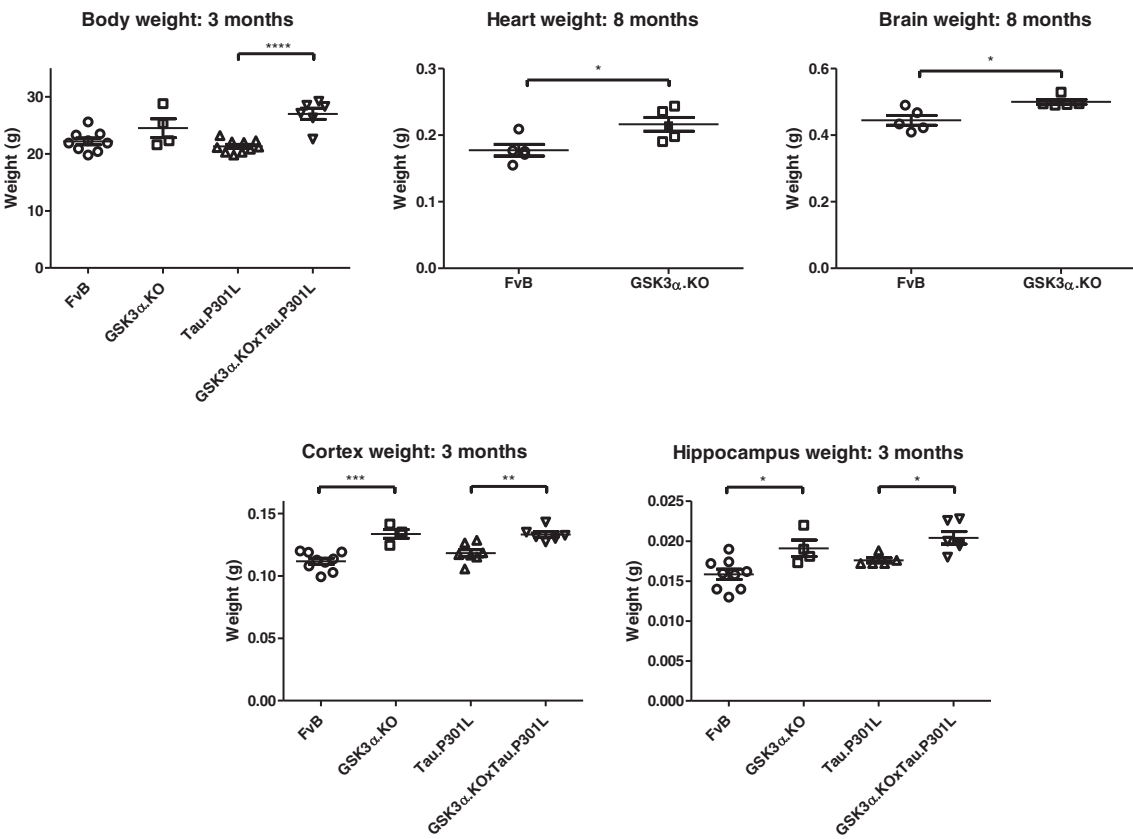 Body weight: 3 months
****
Weight (g)
30
20
10
0
FvB
GSK3α.KO
Tau.P301L
GSK3α.KOxTau.P301L
Heart weight: 8 months
*
Weight (g)
0.3
0.2
0.1
0.0
FvB
GSK3α.KO
Brain weight: 8 months
*
Weight (g)
0.6
0.4
0.2
0.0
FvB
GSK3α.KO
Cortex weight: 3 months
***
**
Weight (g)
0.15
0.10
0.05
0.00
FvB
GSK3α.KO
Tau.P301L
GSK3α.KOxTau.P301L
Hippocampus weight: 3 months
*
*
Weight (g)
0.025
0.020
0.015
0.010
0.005
0.000
FvB
GSK3α.KO
Tau.P301L
GSK3α.KOxTau.P301L